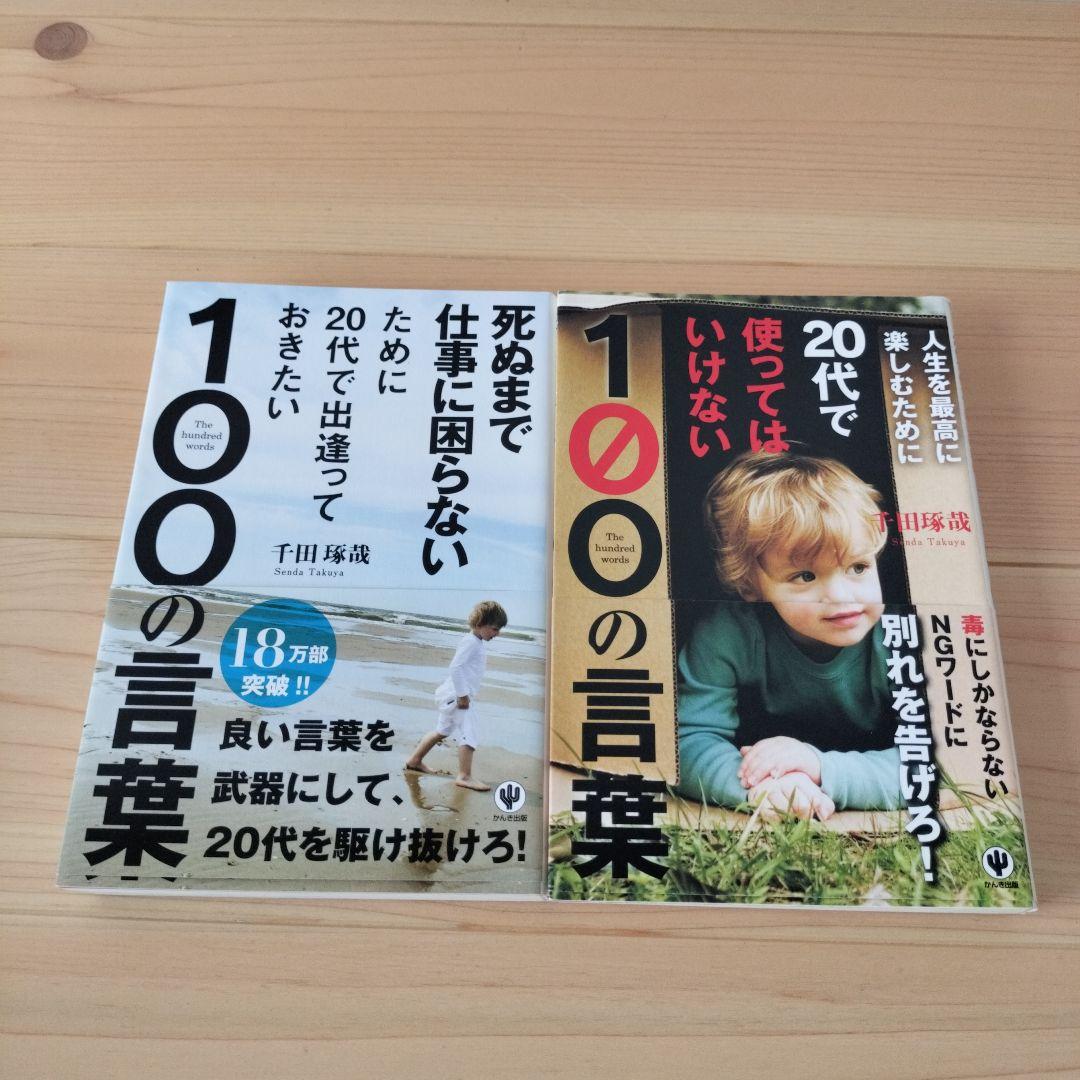 死ぬまで
仕事に困らない
ために
20代で出逢って
おきたい
100の言葉
The
hundred
words
千田琢哉
Senda Takuya
18万部
突破!!
良い言葉を
武器にして、
20代を駆け抜けろ!
かんき出版
人生を最高に
楽しむために
20代で
使っては
いけない
100の言葉
The
hundred
words
千田琢哉
Senda Takuya
毒にしかならない
NGワードに
別れを告げろ!
かんき出版